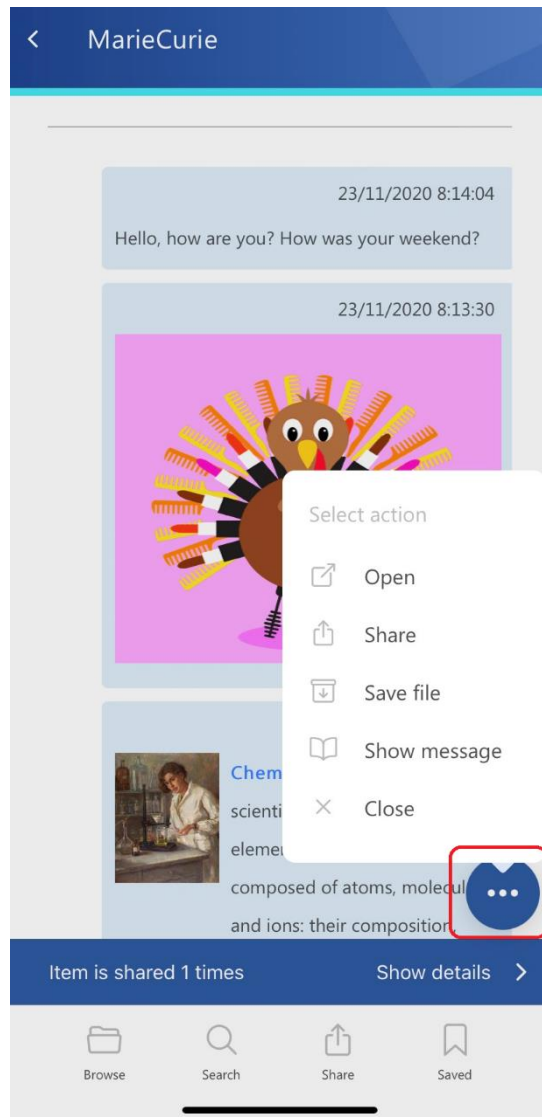 MarieCurie
23/11/2020 8:14:04
Hello, how are you? How was your weekend?
23/11/2020 8:13:30
Select action
Open
Share
Save file
Show message
Close
Chem
scienti
eleme
composed of atoms, molecul
and ions: their composition,
Item is shared 1 times
Show details
Browse
Search
Share
Saved